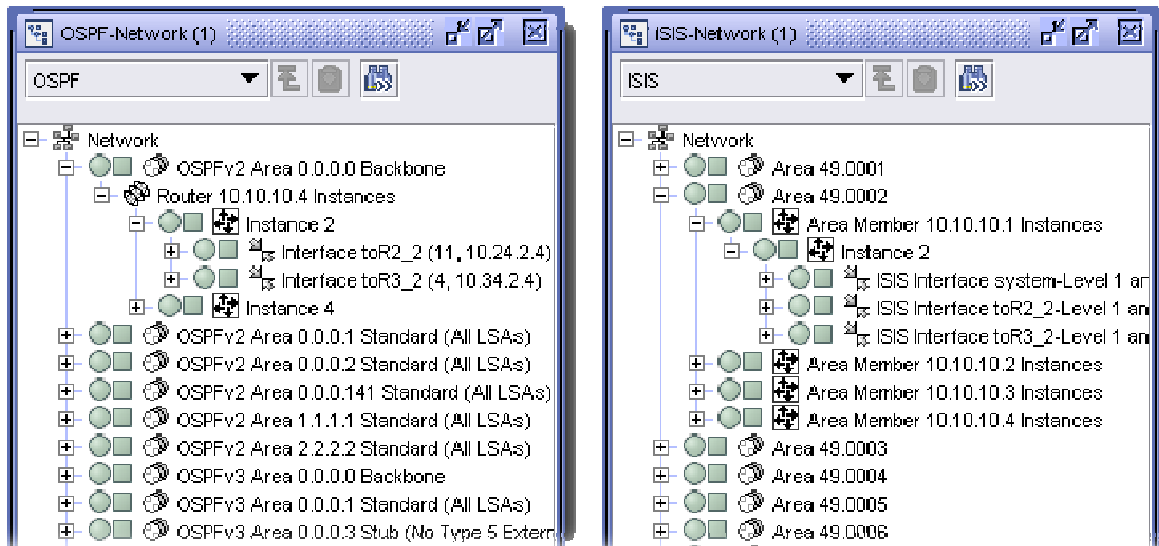 OSPF-Network (1)
OSPF
Network
OSPFv2 Area 0.0.0.0 Backbone
Router 10.10.10.4 Instances
Instance 2
Interface toR2_2 (11, 10.24.2.4)
Interface toR3_2 (4, 10.34.2.4)
Instance 4
OSPFv2 Area 0.0.0.1 Standard (All LSAs)
OSPFv2 Area 0.0.0.2 Standard (All LSAs)
OSPFv2 Area 0.0.0.141 Standard (All LSAs)
OSPFv2 Area 1.1.1.1 Standard (All LSAs)
OSPFv2 Area 2.2.2.2 Standard (All LSAs)
OSPFv3 Area 0.0.0.0 Backbone
OSPFv3 Area 0.0.0.1 Standard (All LSAs)
OSPFv3 Area 0.0.0.3 Stub (No Type 5 Extern
ISIS-Network (1)
ISIS
Network
Area 49.0001
Area 49.0002
Area Member 10.10.10.1 Instances
Instance 2
ISIS Interface system-Level 1 an
ISIS Interface toR2_2-Level 1 an
ISIS Interface toR3_2-Level 1 an
Area Member 10.10.10.2 Instances
Area Member 10.10.10.3 Instances
Area Member 10.10.10.4 Instances
Area 49.0003
Area 49.0004
Area 49.0005
Area 49.0006